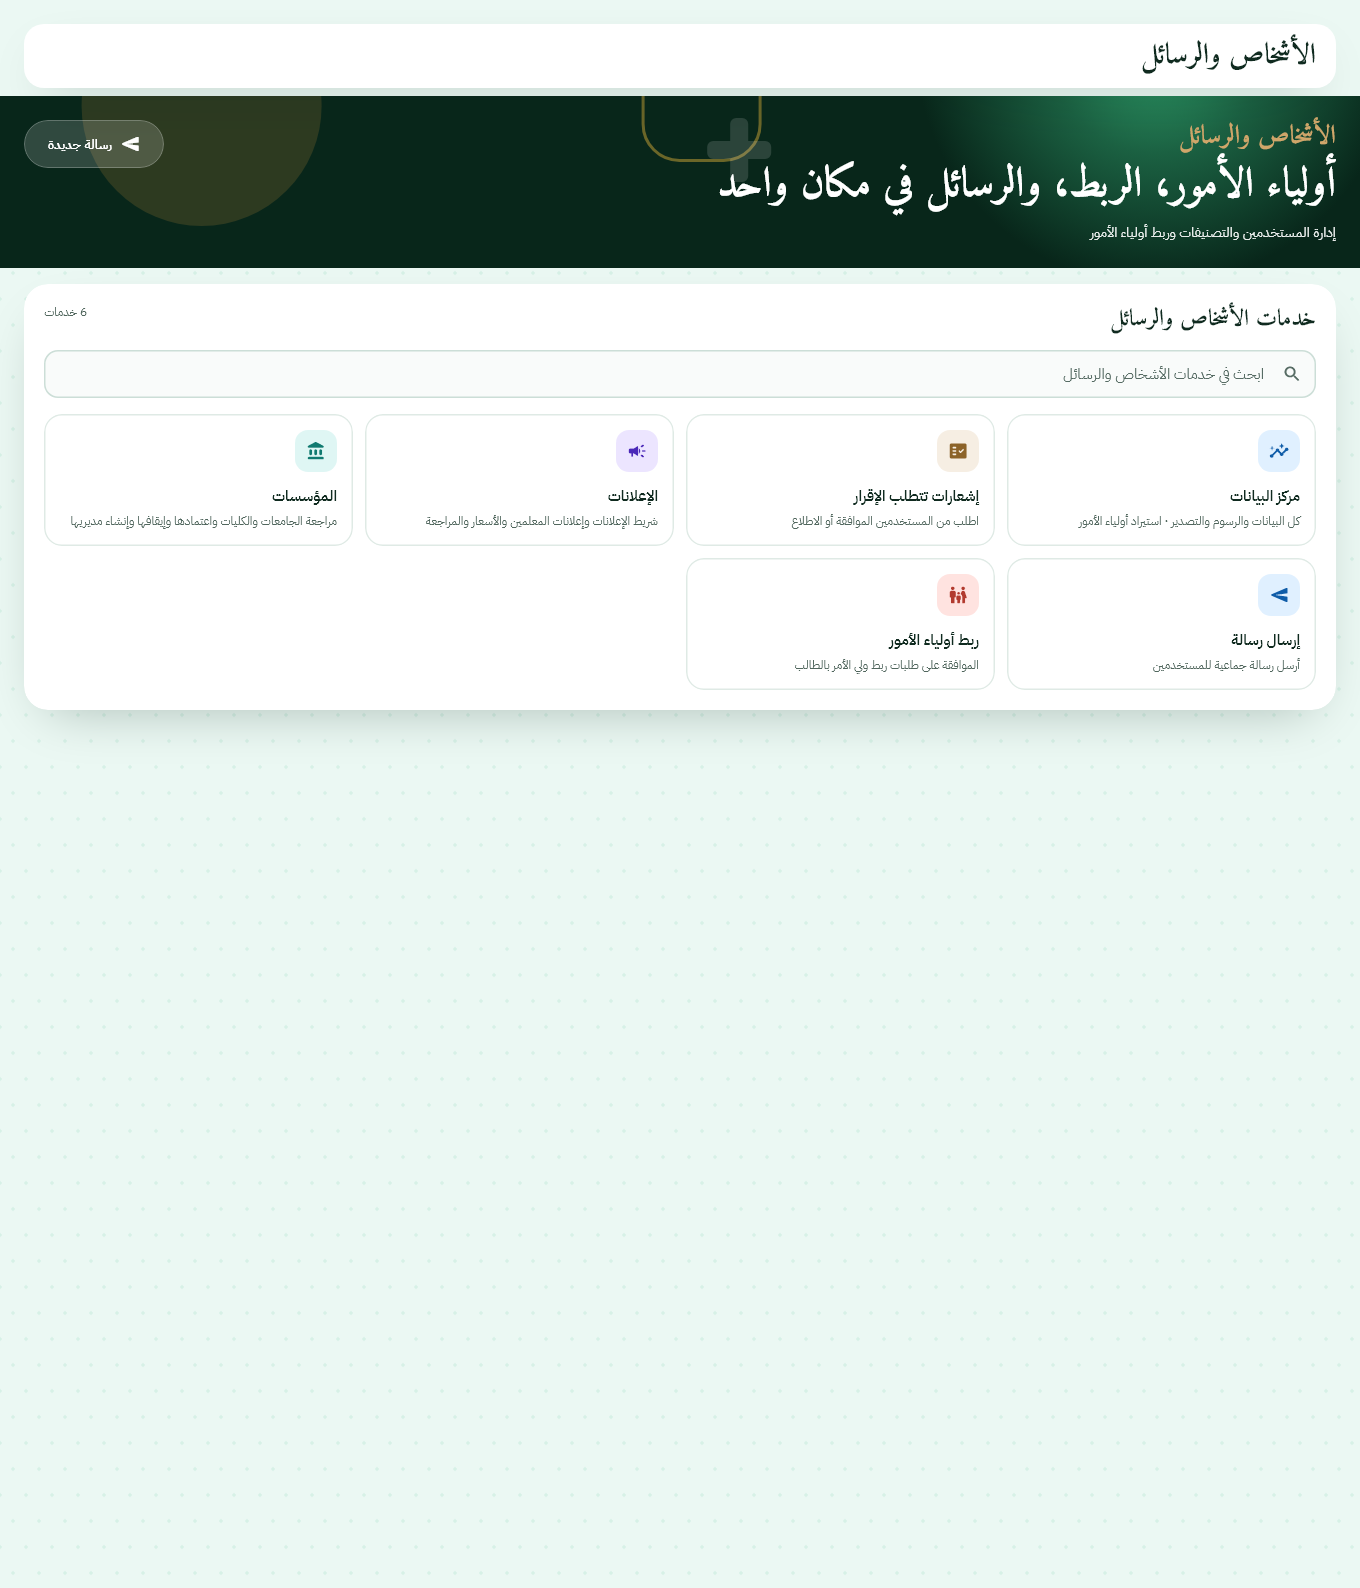 الأشخاص والرسائل
الأشخاص والرسائل
أولياء الأمور، الربط، والرسائل في مكان واحد
إدارة المستخدمين والتصنيفات وربط أولياء الأمور
رسالة جديدة
خدمات الأشخاص والرسائل
6 خدمات
ابحث في خدمات الأشخاص والرسائل
مركز البيانات
كل البيانات والرسوم والتصدير · استيراد أولياء الأمور
إشعارات تتطلب الإقرار
اطلب من المستخدمين الموافقة أو الاطلاع
الإعلانات
شريط الإعلانات وإعلانات المعلمين والأسعار والمراجعة
المؤسسات
مراجعة الجامعات والكليات واعتمادها وإيقافها وإنشاء مديريها
إرسال رسالة
أرسل رسالة جماعية للمستخدمين
ربط أولياء الأمور
الموافقة على طلبات ربط ولي الأمر بالطالب